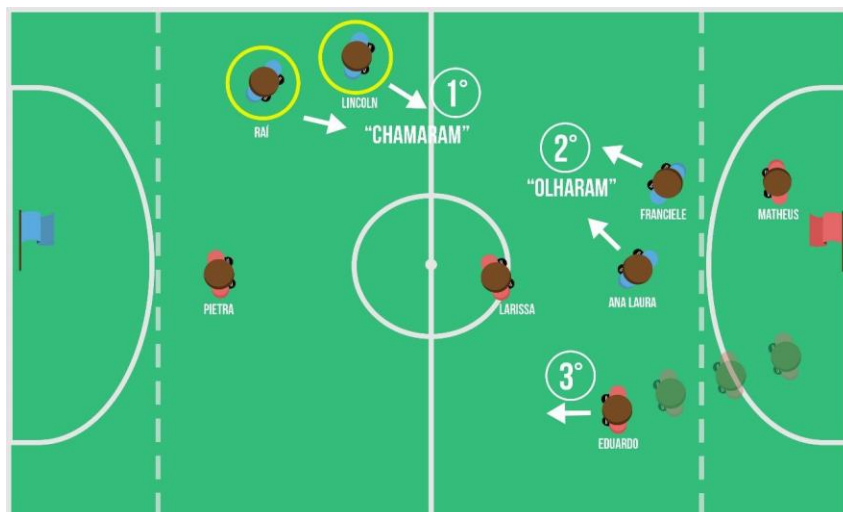 LINCOLN
1°
RAÍ
"CHAMARAM"
2°
"OLHARAM"
FRANCIELE
MATHEUS
PIETRA
LARISSA
ANA LAURA
3°
EDUARDO